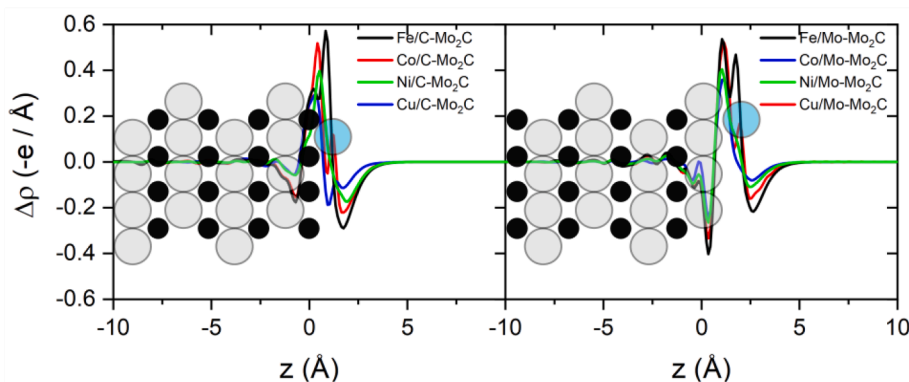 Δρ (-e / Å)
0.6
0.4
0.2
0.0
-0.2
-0.4
-0.6
Fe/C-Mo₂C
Co/C-Mo₂C
Ni/C-Mo₂C
Cu/C-Mo₂C
Fe/Mo-Mo₂C
Co/Mo-Mo₂C
Ni/Mo-Mo₂C
Cu/Mo-Mo₂C
-10 -5 0 5 -10 -5 0 5 10
z (Å) z (Å)